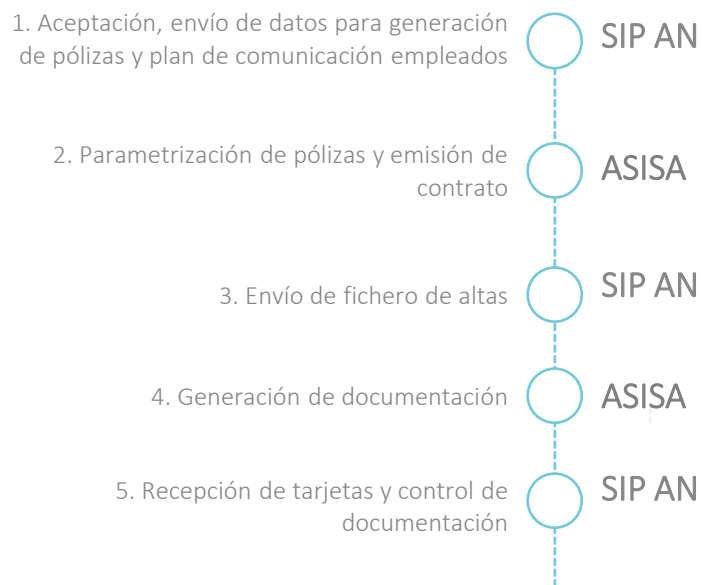 1. Aceptación, envío de datos para generación
de pólizas y plan de comunicación empleados
SIP AN
2. Parametrización de pólizas y emisión de
contrato
ASISA
3. Envío de fichero de altas
SIP AN
4. Generación de documentación
ASISA
5. Recepción de tarjetas y control de
documentación
SIP AN